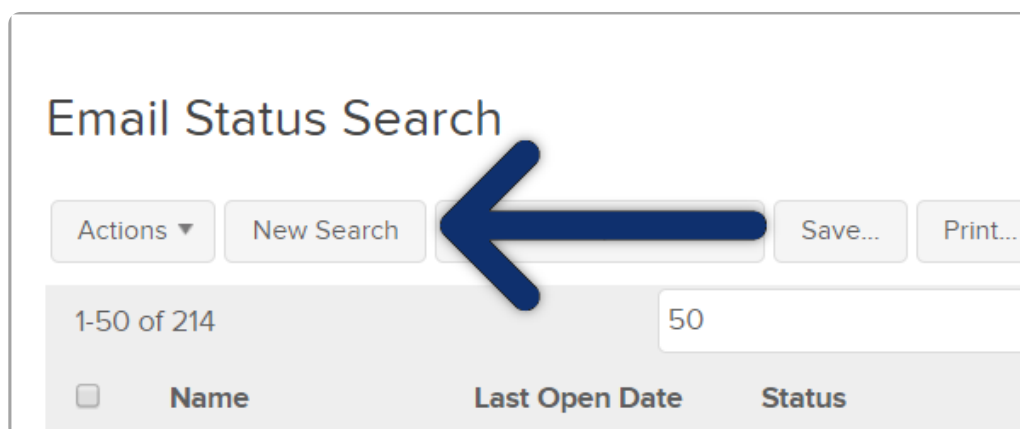 Email Status Search
Actions ▼ New Search Save... Print...
1-50 of 214 50
Name Last Open Date Status